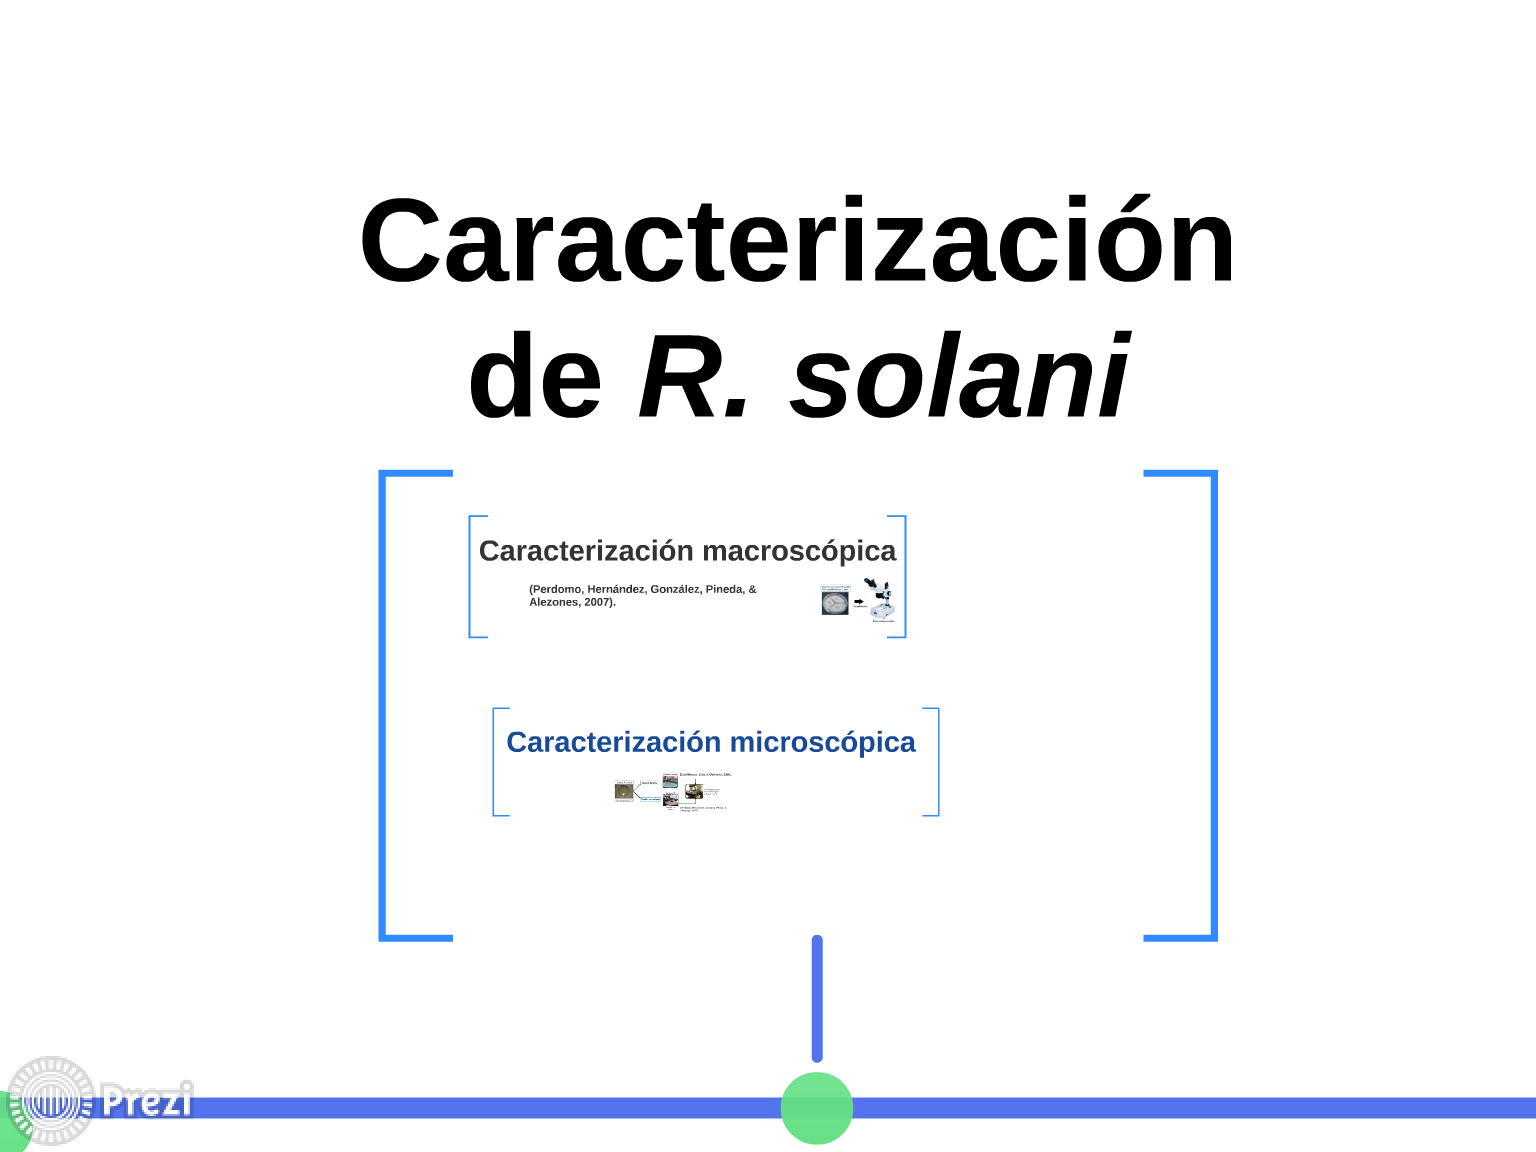 Caracterización
de R. solani
Caracterización macroscópica
(Perdomo, Hernández, González, Pineda, &
Alezones, 2007).
Caracterización microscópica
Prezi